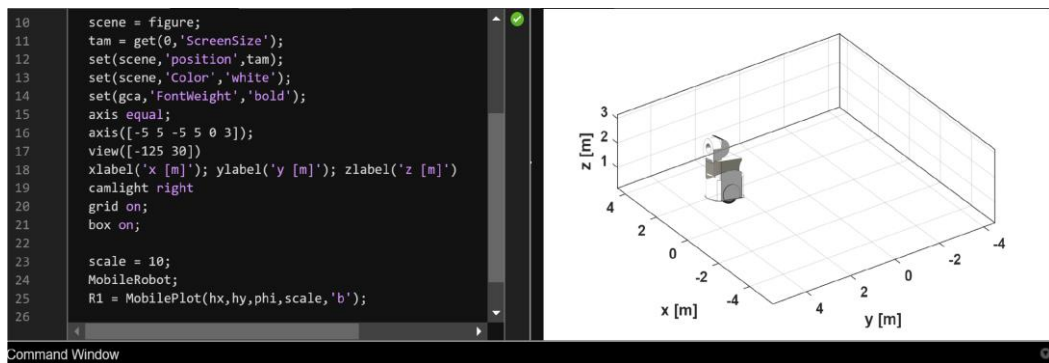 10 scene = figure;
11 tam = get(0,'ScreenSize');
12 set(scene,'position',tam);
13 set(scene,'Color','white');
14 set(gca,'FontWeight','bold');
15 axis equal;
16 axis([-5 5 -5 5 0 3]);
17 view([-125 30])
18 xlabel('x [m]'); ylabel('y [m]'); zlabel('z [m]')
19 camlight right
20 grid on;
21 box on;
22
23 scale = 10;
24 MobileRobot;
25 R1 = MobilePlot(hx,hy,phi,scale,'b');
26
Command Window
3
2
1
z [m]
4
2
0
-2
-4
x [m]
4
2
0
-2
-4
y [m]